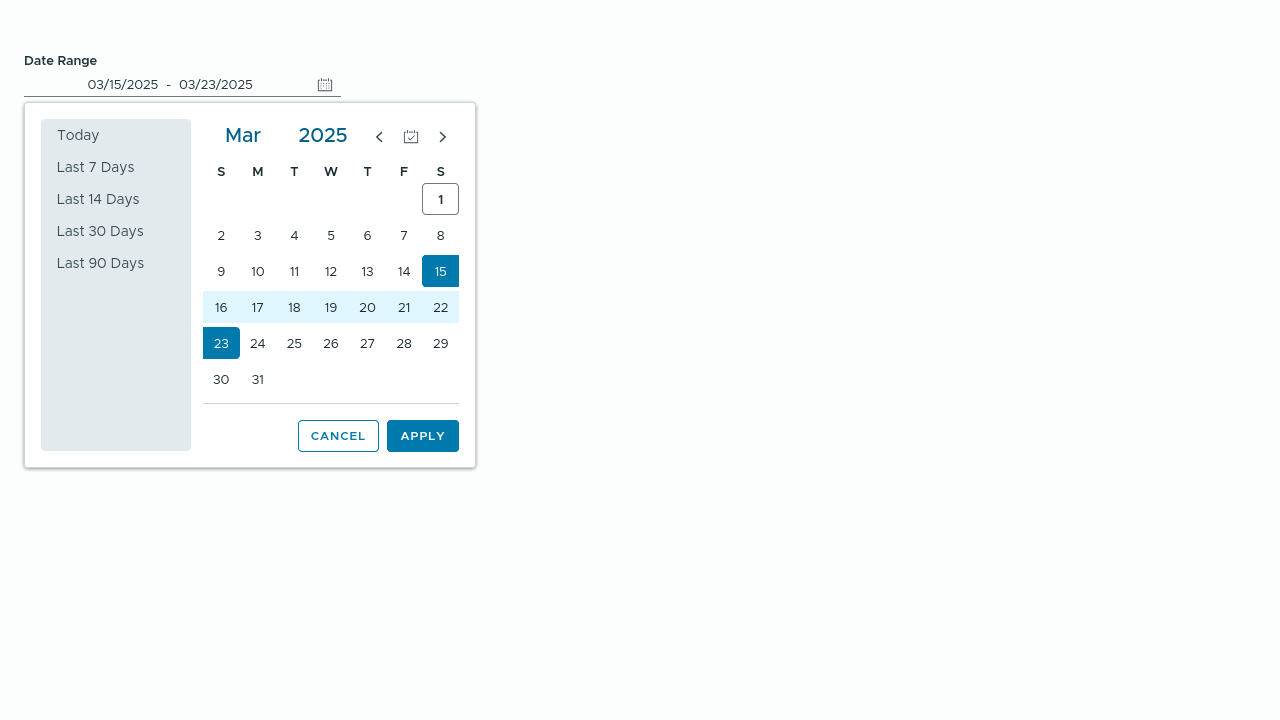 Date Range
03/15/2025 - 03/23/2025
Today
Last 7 Days
Last 14 Days
Last 30 Days
Last 90 Days
Mar 2025
S M T W T F S
1
2 3 4 5 6 7 8
9 10 11 12 13 14 15
16 17 18 19 20 21 22
23 24 25 26 27 28 29
30 31
CANCEL APPLY